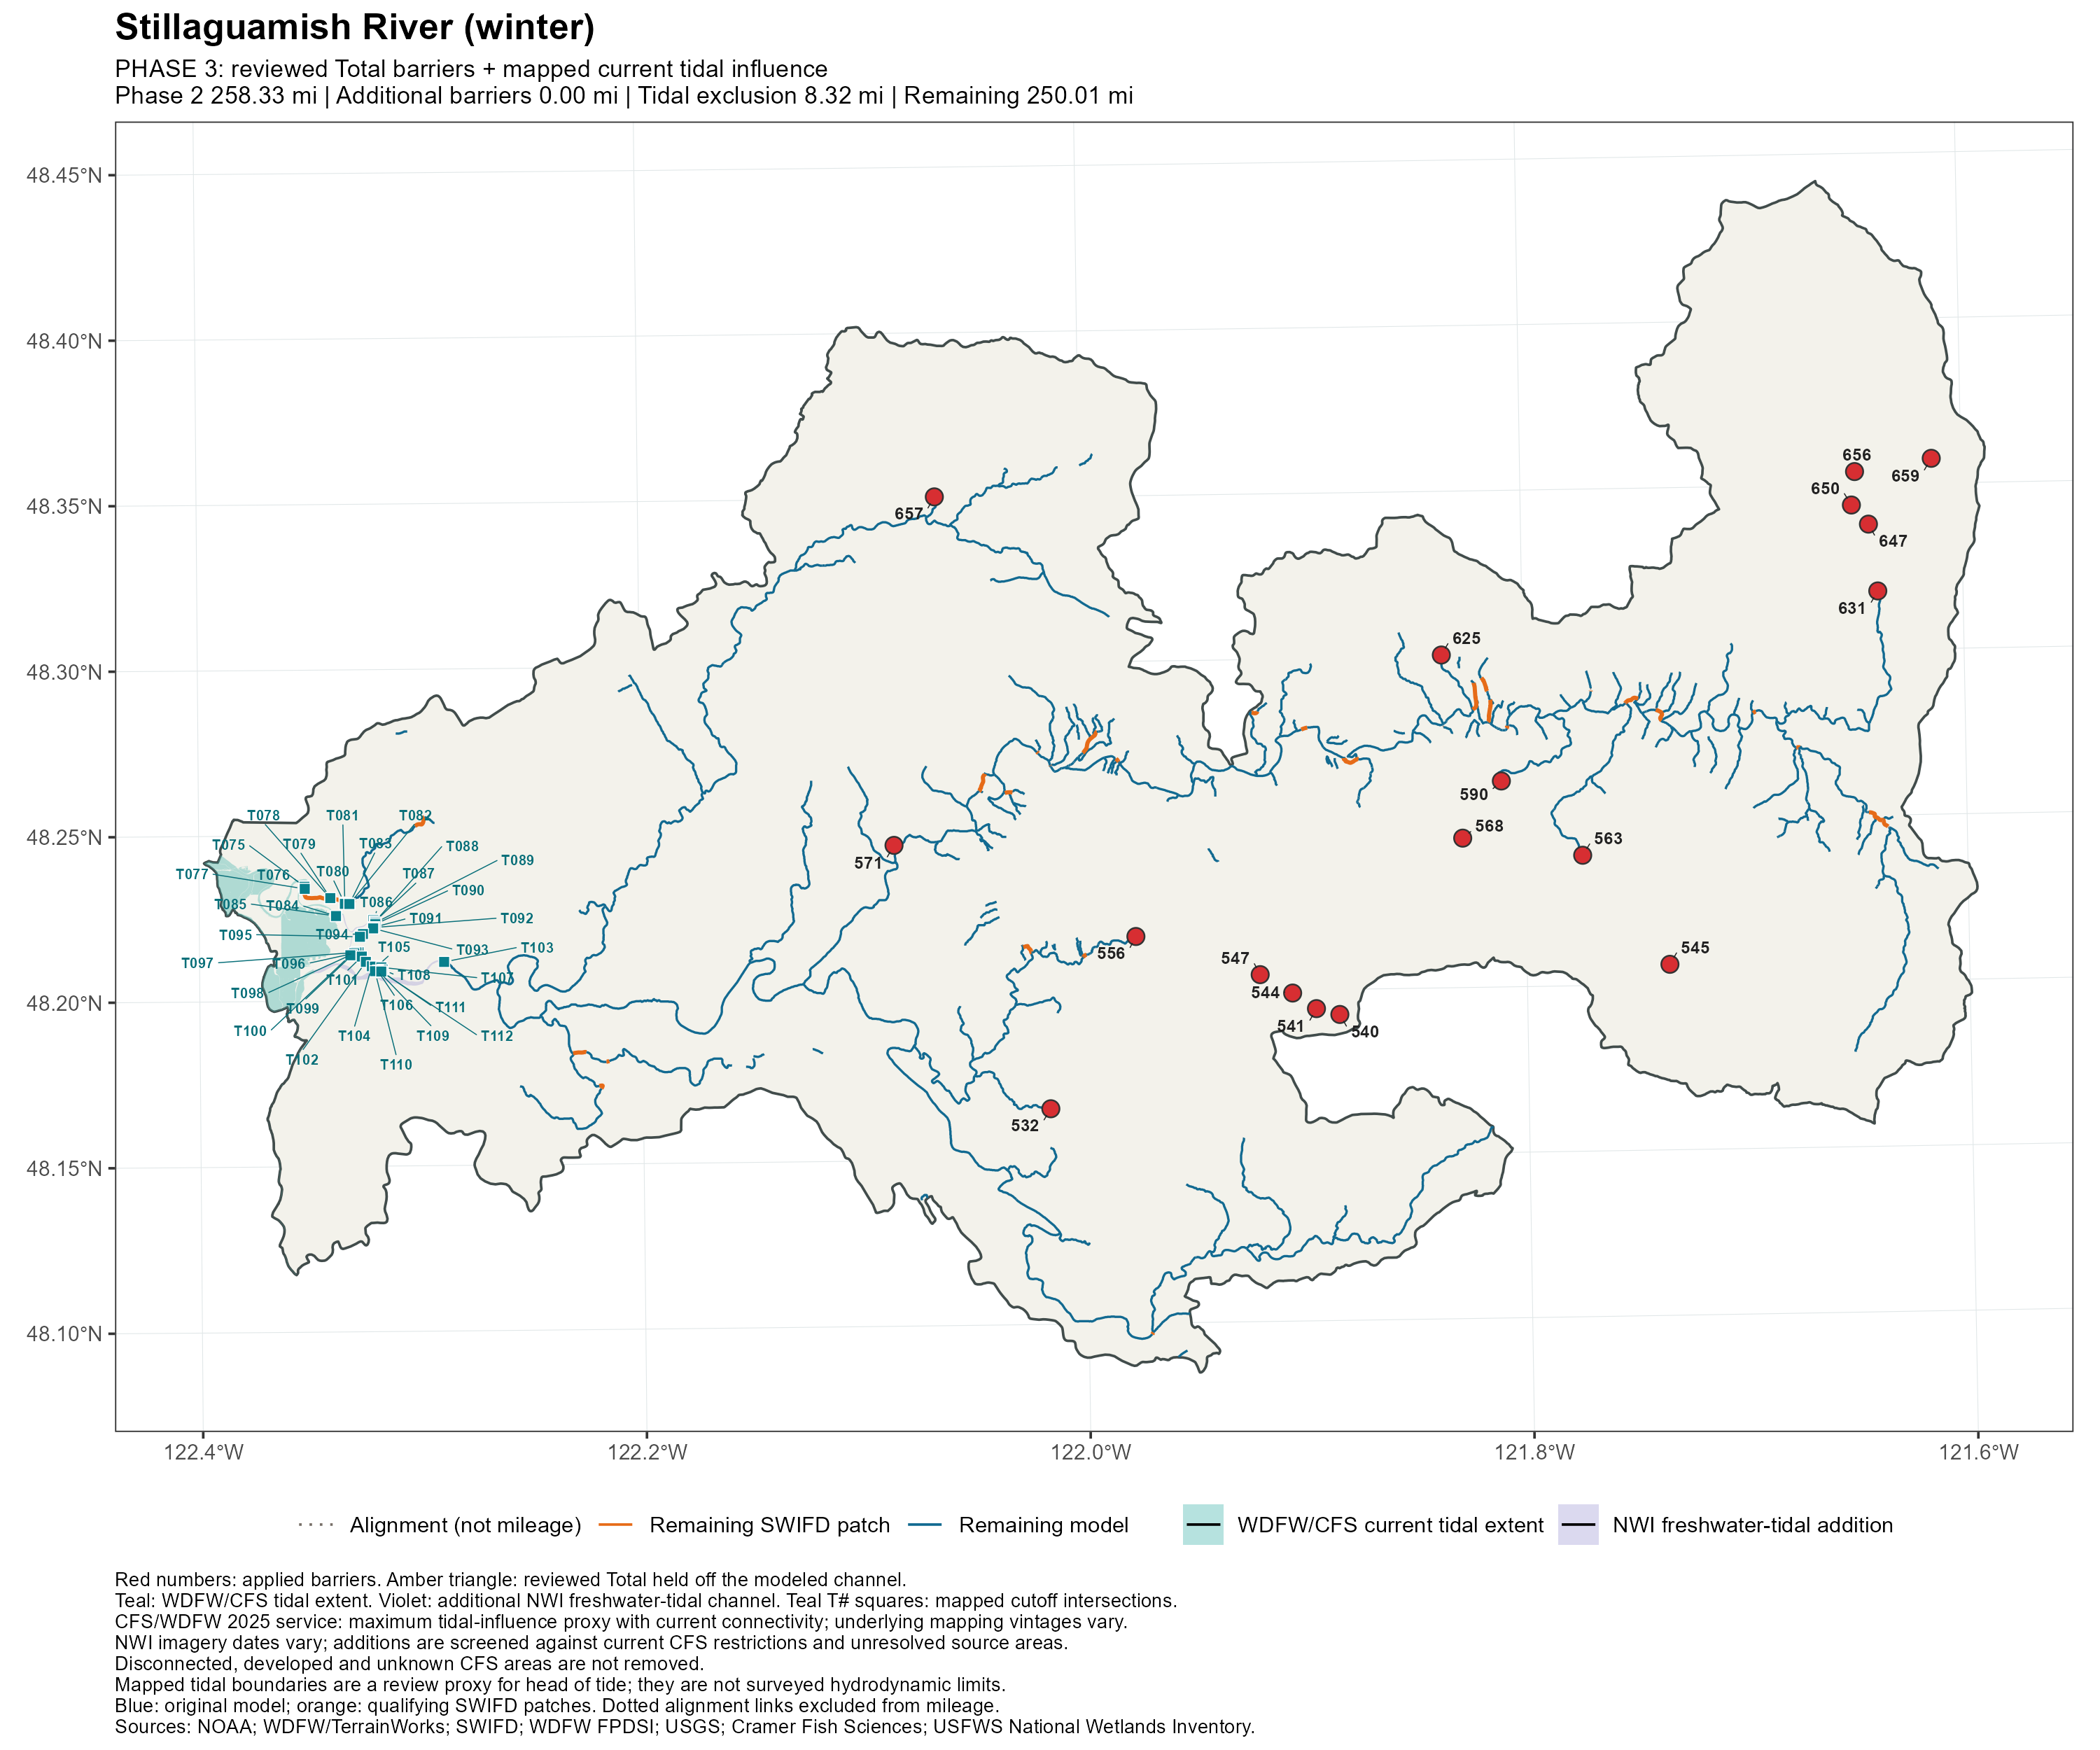 Stillaguamish River (winter)
PHASE 3: reviewed Total barriers + mapped current tidal influence
Phase 2 258.33 mi | Additional barriers 0.00 mi | Tidal exclusion 8.32 mi | Remaining 250.01 mi
48.45°N
48.40°N
48.35°N
48.30°N
48.25°N
48.20°N
48.15°N
48.10°N
656
659
650
647
657
631
625
590
568
563
571
556
547
545
544
541
540
532
T078
T081
T082
T075
T079
T083
T088
T077
T076
T080
T087
T089
T090
T085
T084
T086
T091
T092
T095
T094
T105
T093
T103
T097
T096
T101
T108
T107
T098
T099
T106
T111
T100
T104
T109
T112
T102
T110
122.4°W
122.2°W
122.0°W
121.8°W
121.6°W
Alignment (not mileage)
Remaining SWIFD patch
Remaining model
WDFW/CFS current tidal extent
NWI freshwater-tidal addition
Red numbers: applied barriers. Amber triangle: reviewed Total held off the modeled channel.
Teal: WDFW/CFS tidal extent. Violet: additional NWI freshwater-tidal channel. Teal T# squares: mapped cutoff intersections.
CFS/WDFW 2025 service: maximum tidal-influence proxy with current connectivity; underlying mapping vintages vary.
NWI imagery dates vary; additions are screened against current CFS restrictions and unresolved source areas.
Disconnected, developed and unknown CFS areas are not removed.
Mapped tidal boundaries are a review proxy for head of tide; they are not surveyed hydrodynamic limits.
Blue: original model; orange: qualifying SWIFD patches. Dotted alignment links excluded from mileage.
Sources: NOAA; WDFW/TerrainWorks; SWIFD; WDFW FPDSI; USGS; Cramer Fish Sciences; USFWS National Wetlands Inventory.